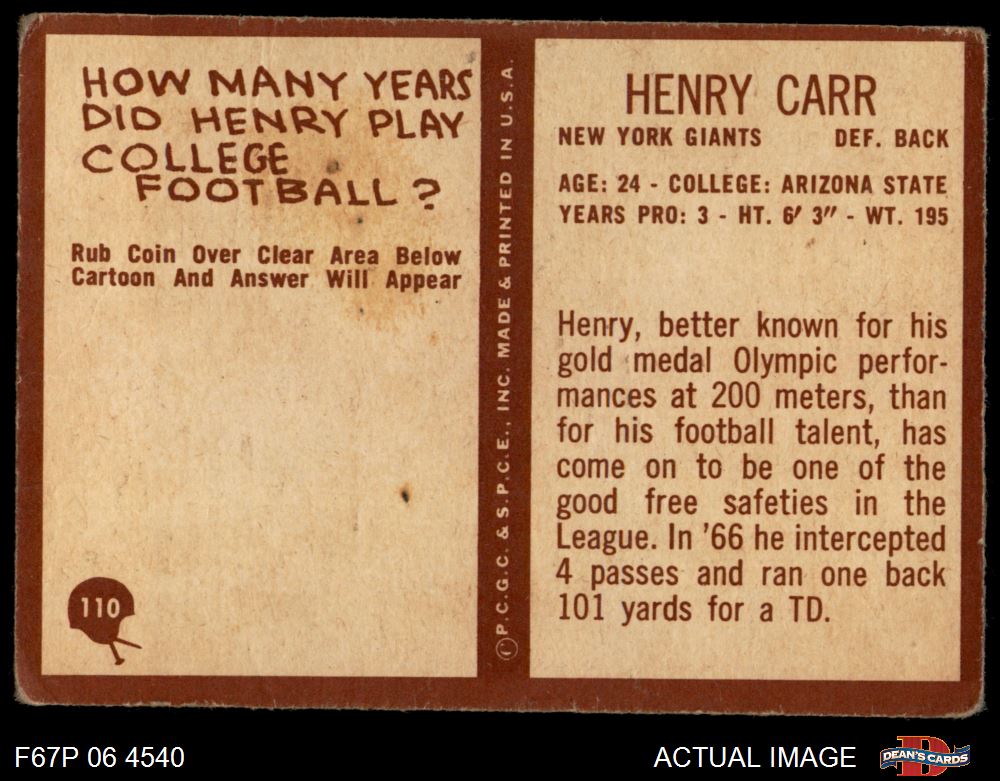 HOW MANY YEARS
DID HENRY PLAY
COLLEGE
FOOTBALL ?
Rub Coin Over Clear Area Below
Cartoon And Answer Will Appear
110
©P.C.G.C. & S.P.C.E., INC. MADE & PRINTED IN U.S.A.
HENRY CARR
NEW YORK GIANTS DEF. BACK
AGE: 24 - COLLEGE: ARIZONA STATE
YEARS PRO: 3 - HT. 6' 3" - WT. 195
Henry, better known for his
gold medal Olympic perfor-
mances at 200 meters, than
for his football talent, has
come on to be one of the
good free safeties in the
League. In '66 he intercepted
4 passes and ran one back
101 yards for a TD.
F67P 06 4540
ACTUAL IMAGE
DEAN'S CARDS